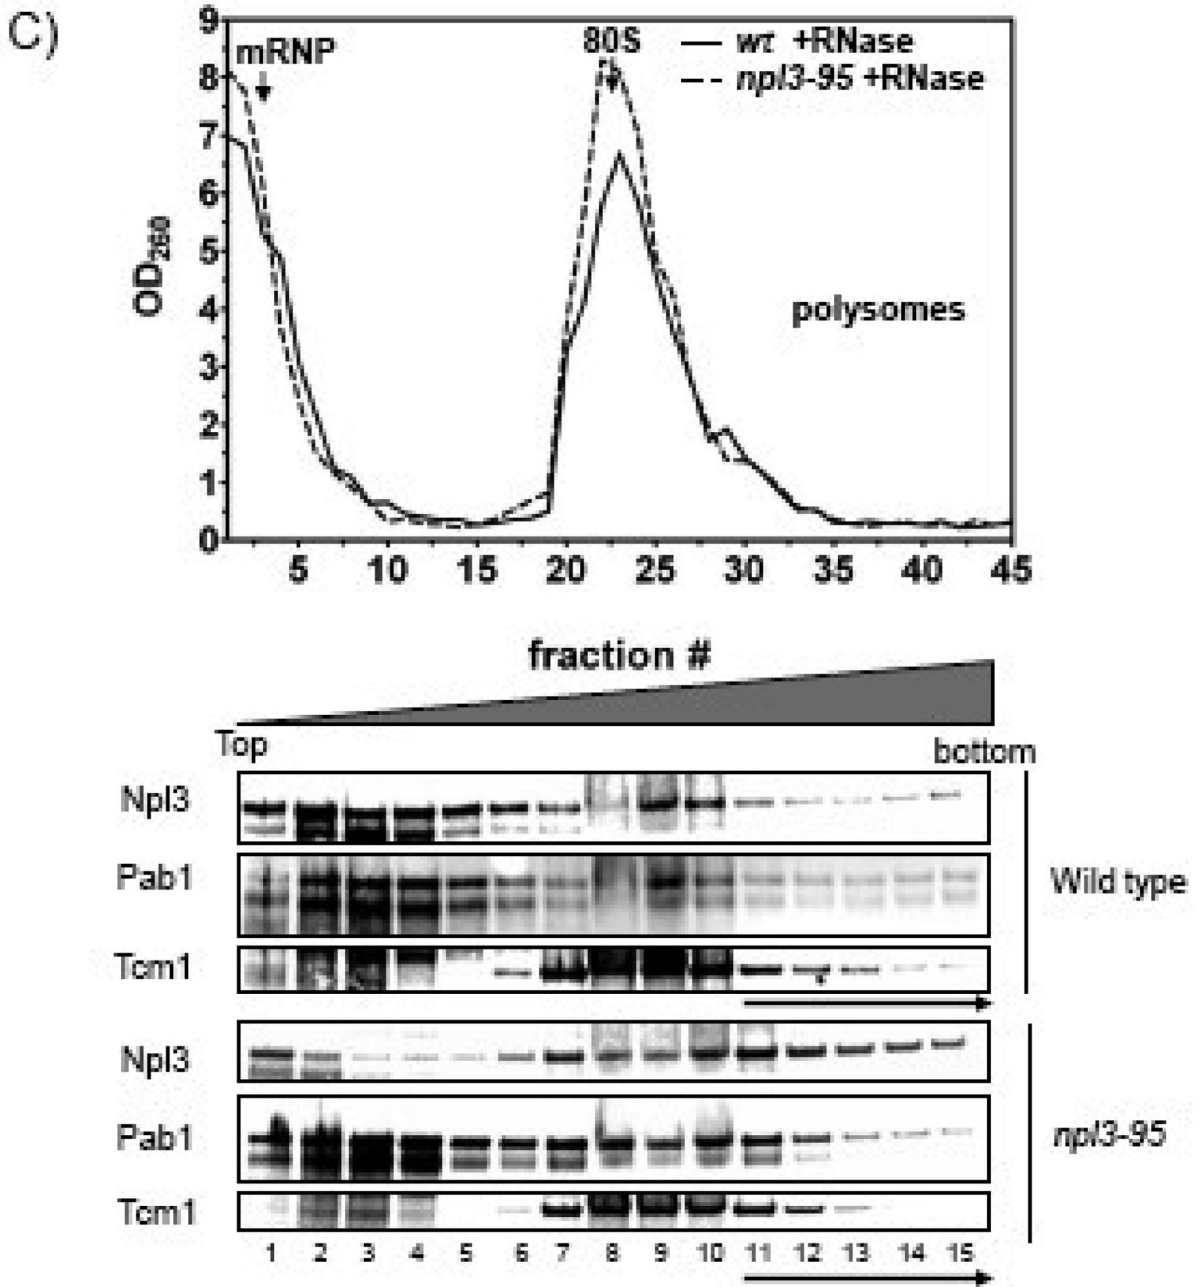 C)
9
mRNP
80S
wt +RNase
8
npl3-95 +RNase
7
6
5
OD260
polysomes
4
3
2
1
0
5 10 15 20 25 30 35 40 45
fraction #
Top
bottom
Npl3
Pab1
Wild type
Tcm1
Npl3
Pab1
npl3-95
Tcm1
1 2 3 4 5 6 7 8 9 10 11 12 13 14 15